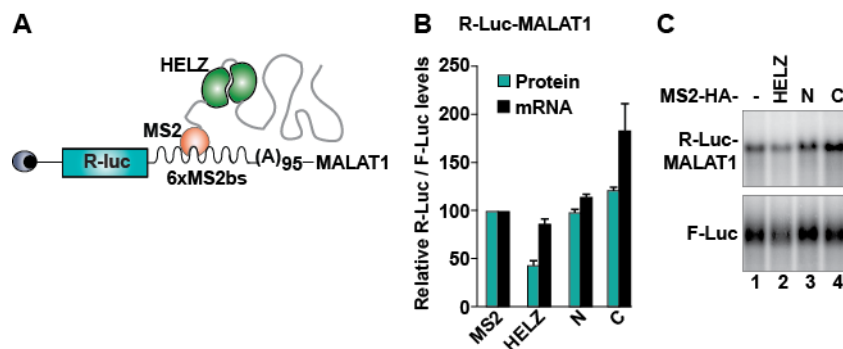 A
HELZ
MS2
R-luc
6xMS2bs
(A)95
MALAT1
B
R-Luc-MALAT1
Relative R-Luc / F-Luc levels
250
200
150
100
50
0
Protein
mRNA
MS2
HELZ
N
C
C
MS2-HA-
-
HELZ
N
C
R-Luc-
MALAT1
F-Luc
1 2 3 4